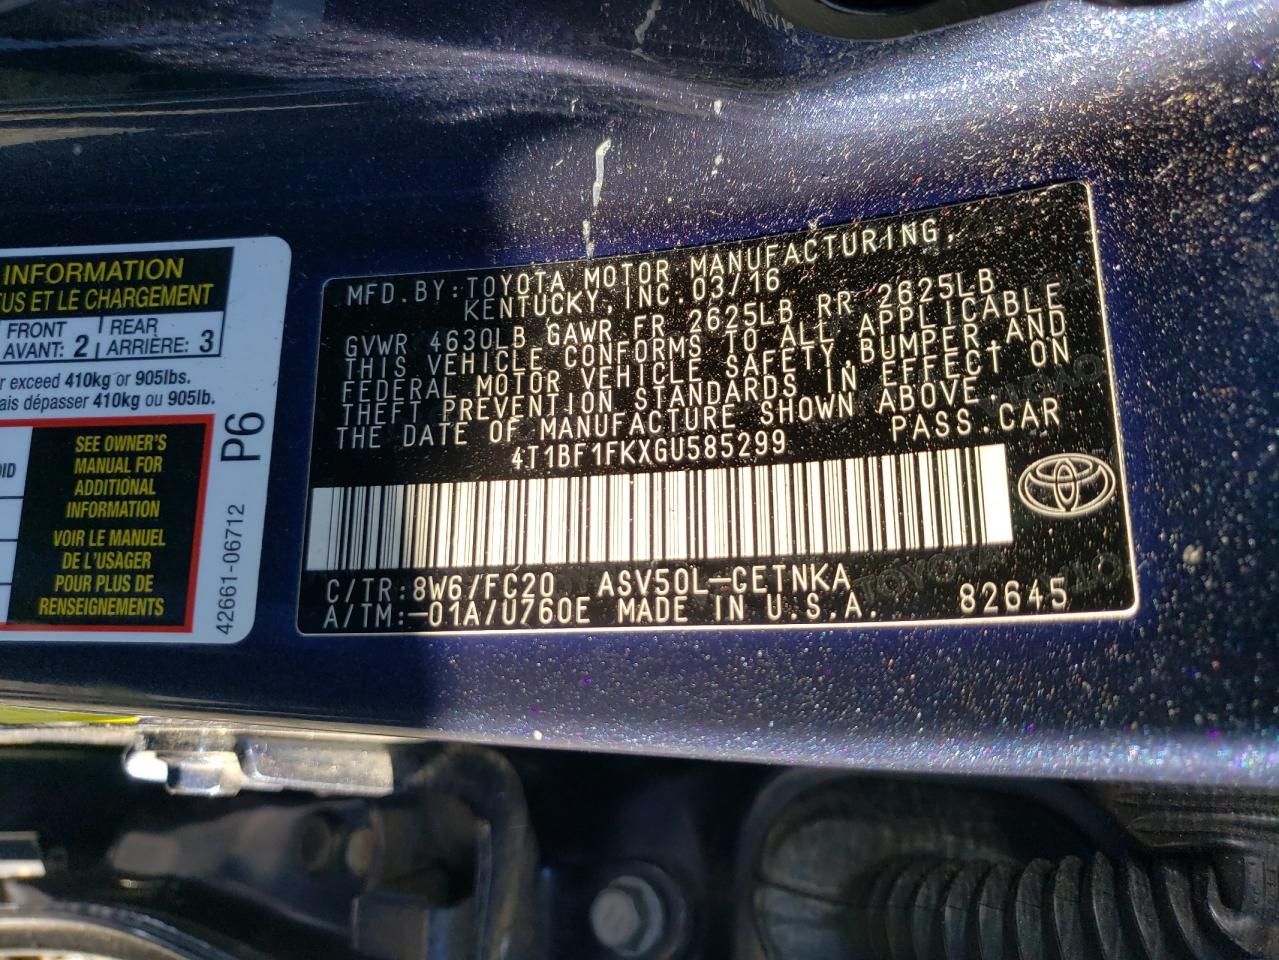 INFORMATION
US ET LE CHARGEMENT
FRONT
AVANT: 2
REAR
ARRIÈRE: 3
r exceed 410kg or 905lbs.
ais dépasser 410kg ou 905lb.
OID
SEE OWNER'S
MANUAL FOR
ADDITIONAL
INFORMATION
VOIR LE MANUEL
DE L'USAGER
POUR PLUS DE
RENSEIGNEMENTS
P6
42661-06712
MFD.BY: TOYOTA MOTOR MANUFACTURING,
KENTUCKY, INC. 03/16
GVWR 4630LB GAWR FR 2625LB RR 2625LB
THIS VEHICLE CONFORMS TO ALL APPLICABLE
FEDERAL MOTOR VEHICLE SAFETY, BUMPER, AND
THEFT PREVENTION STANDARDS IN EFFECT ON
THE DATE OF MANUFACTURE SHOWN ABOVE.
4T1BF1FKXGU585299 PASS.CAR
C/TR: 8W6/FC20 ASV50L-CETNKA
A/TM: -01A/U760E MADE IN U.S.A. 82645